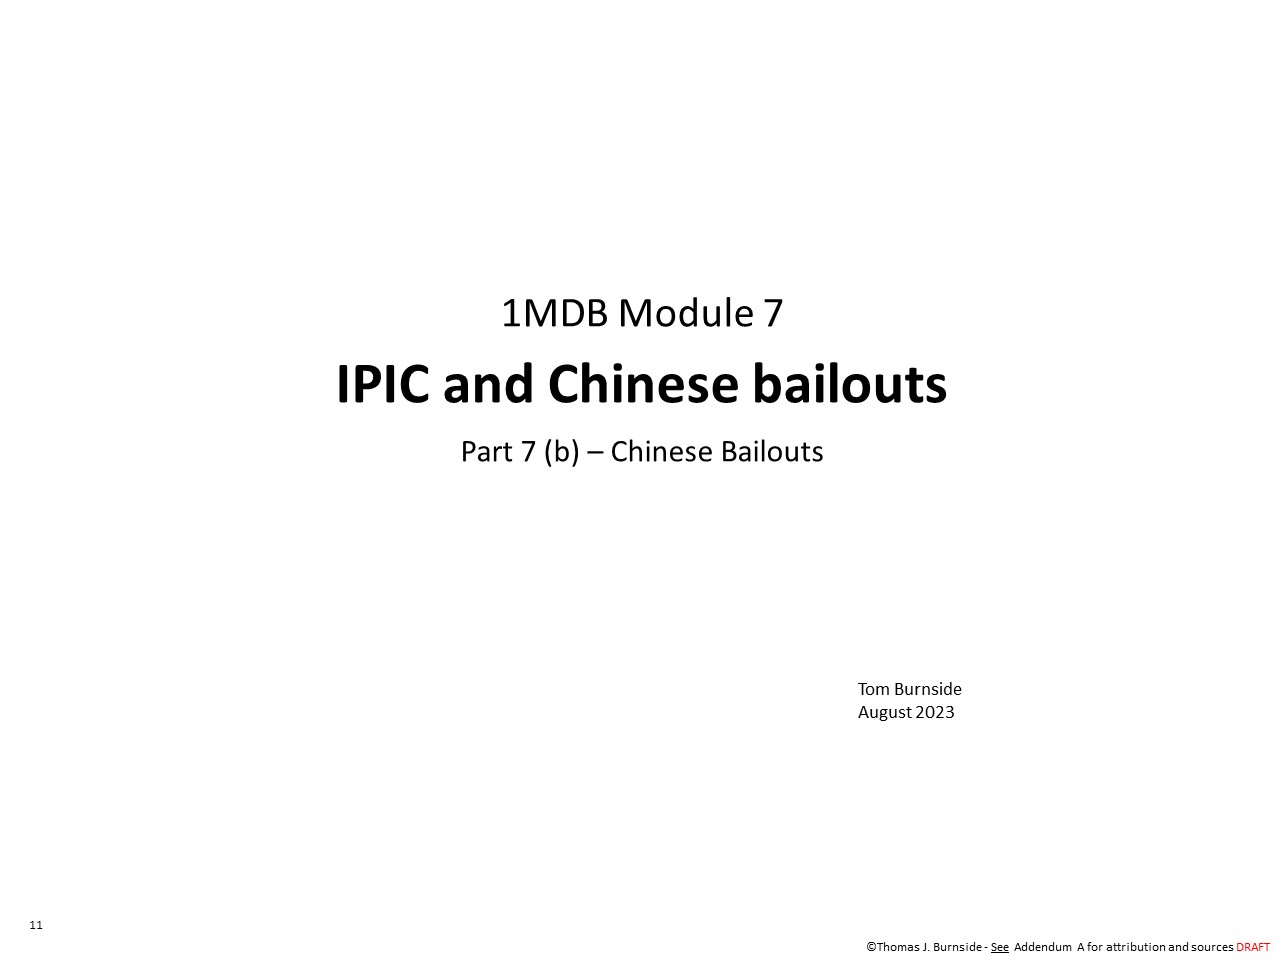 1MDB Module 7
IPIC and Chinese bailouts
Part 7 (b) – Chinese Bailouts
Tom Burnside
August 2023
11
©Thomas J. Burnside - See Addendum A for attribution and sources DRAFT